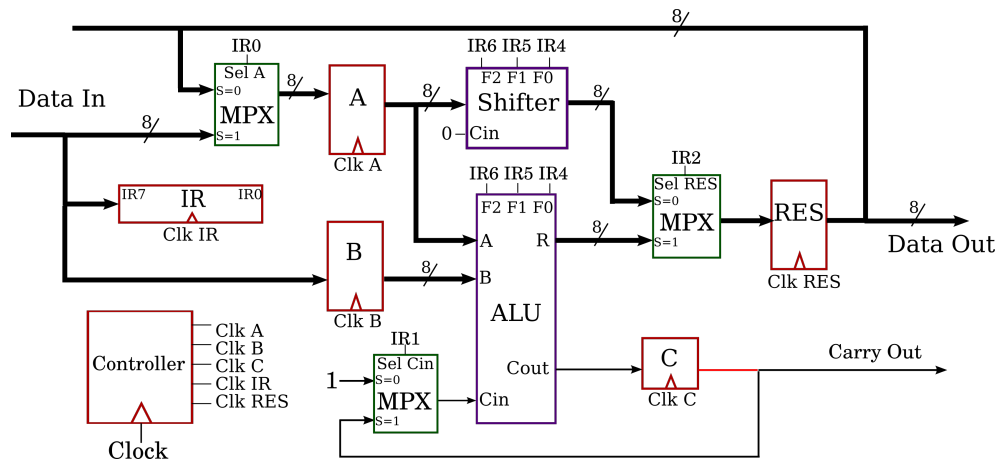 8
IR0
Sel A
S=0
MPX
S=1
8
Data In
8
A
Clk A
8
IR6 IR5 IR4
F2 F1 F0
Shifter
0 Cin
8
IR7 IR IR0
Clk IR
B
Clk B
8
IR6 IR5 IR4
F2 F1 F0
A R
B
ALU
Cout
Cin
8
IR2
Sel RES
S=0
MPX
S=1
RES
Clk RES
8
Data Out
Controller
Clk A
Clk B
Clk C
Clk IR
Clk RES
Clock
IR1
Sel Cin
1
S=0
MPX
S=1
C
Clk C
Carry Out